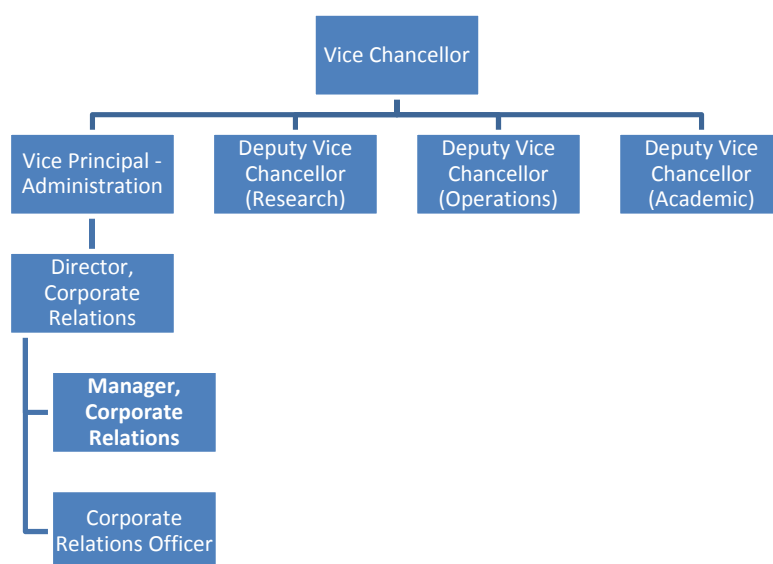 Vice Chancellor
Vice Principal -
Administration
Deputy Vice
Chancellor
(Research)
Deputy Vice
Chancellor
(Operations)
Deputy Vice
Chancellor
(Academic)
Director,
Corporate
Relations
Manager,
Corporate
Relations
Corporate
Relations Officer